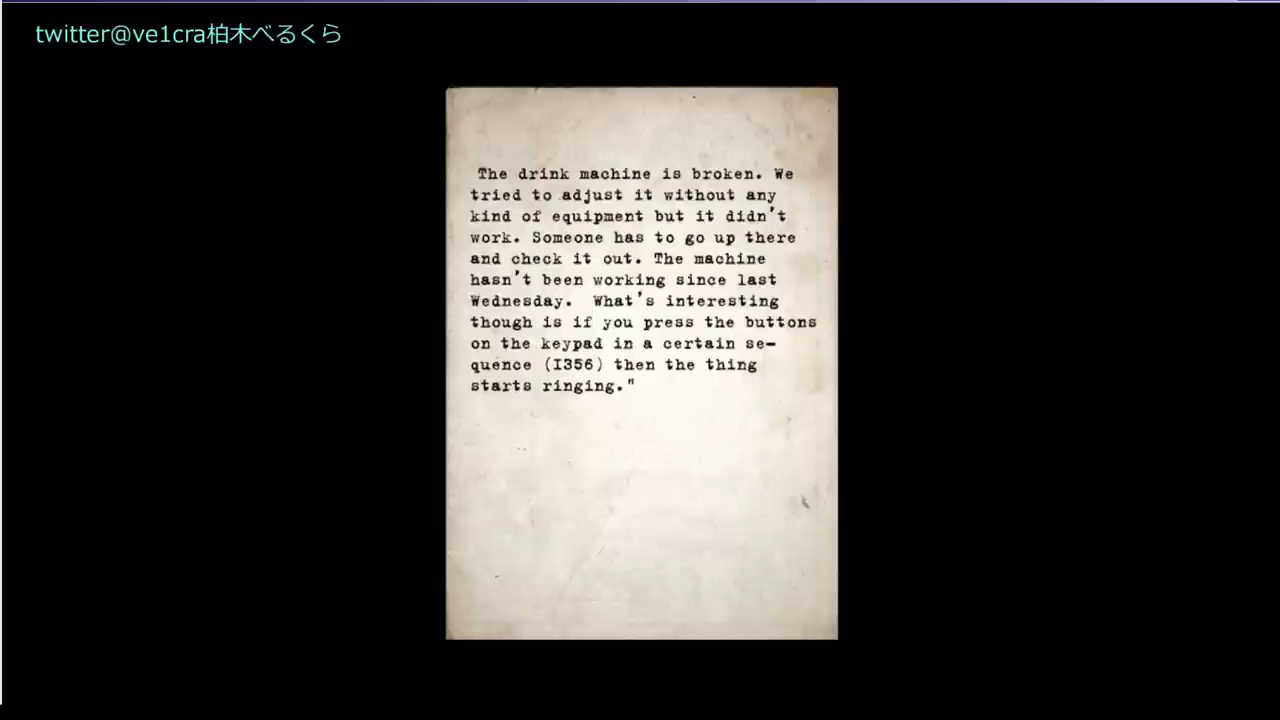 twitter@ve1cra柏木べるくら
The drink machine is broken. We
tried to adjust it without any
kind of equipment but it didn't
work. Someone has to go up there
and check it out. The machine
hasn't been working since last
Wednesday.  What's interesting
though is if you press the buttons
on the keypad in a certain se-
quence (I356) then the thing
starts ringing."